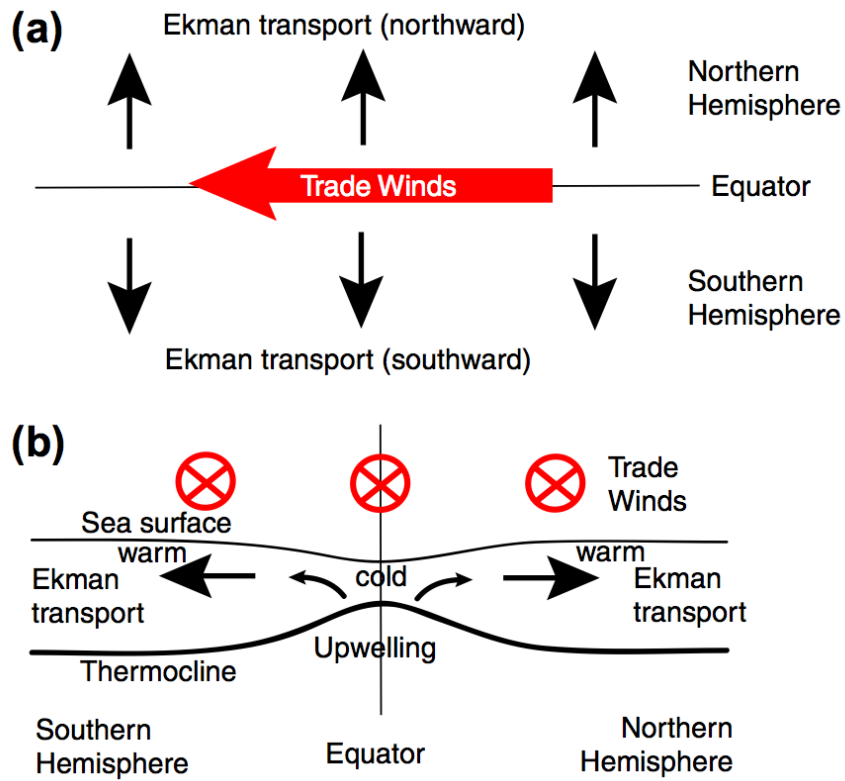 (a)
Ekman transport (northward)
Northern
Hemisphere
Trade Winds
Equator
Southern
Hemisphere
Ekman transport (southward)
(b)
Trade
Winds
Sea surface
warm
warm
cold
Ekman
transport
Ekman
transport
Upwelling
Thermocline
Southern
Hemisphere
Equator
Northern
Hemisphere